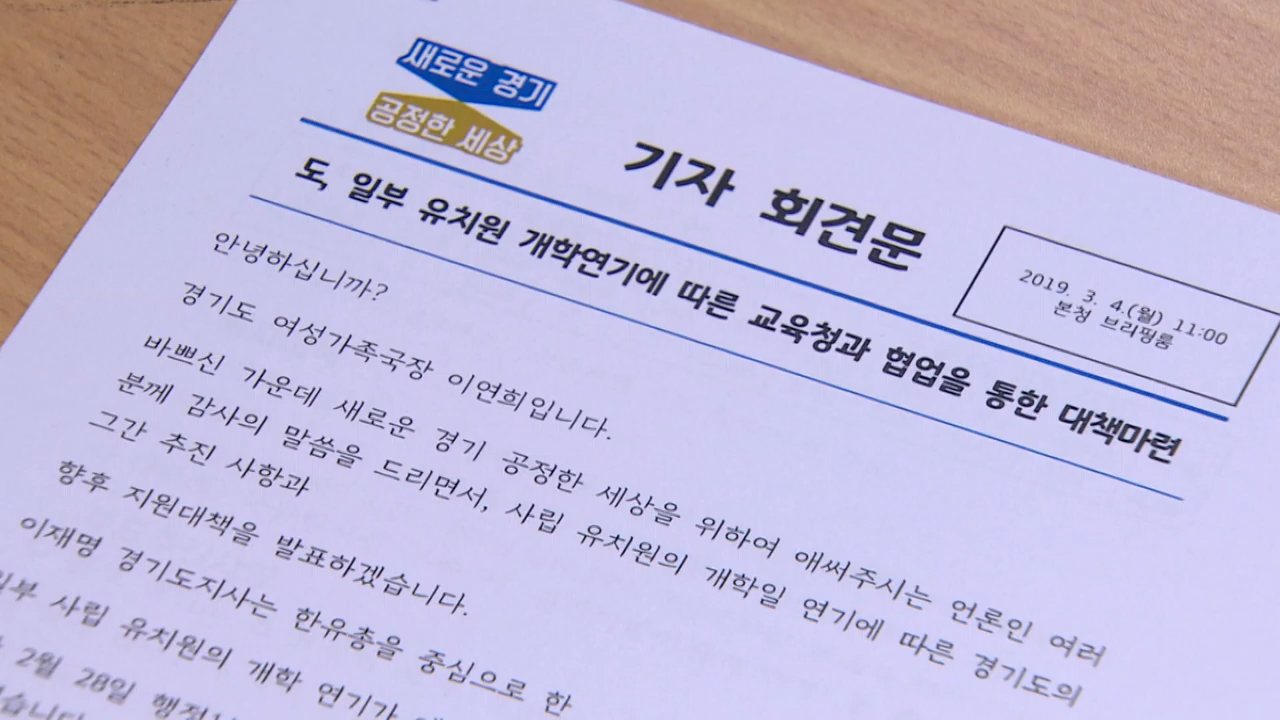 새로운 경기
공정한 세상
기자 회견문
2019. 3. 4.(월) 11:00
본청 브리핑룸
도, 일부 유치원 개학연기에 따른 교육청과 협업을 통한 대책마련
안녕하십니까?
경기도 여성가족국장 이연희입니다.
바쁘신 가운데 새로운 경기 공정한 세상을 위하여 애써주시는 언론인 여러
분께 감사의 말씀을 드리면서, 사립 유치원의 개학일 연기에 따른 경기도의
그간 추진 사항과
향후 지원대책을 발표하겠습니다.
이재명 경기도지사는 한유총을 중심으로 한
일부 사립 유치원의 개학 연기가
2월 28일